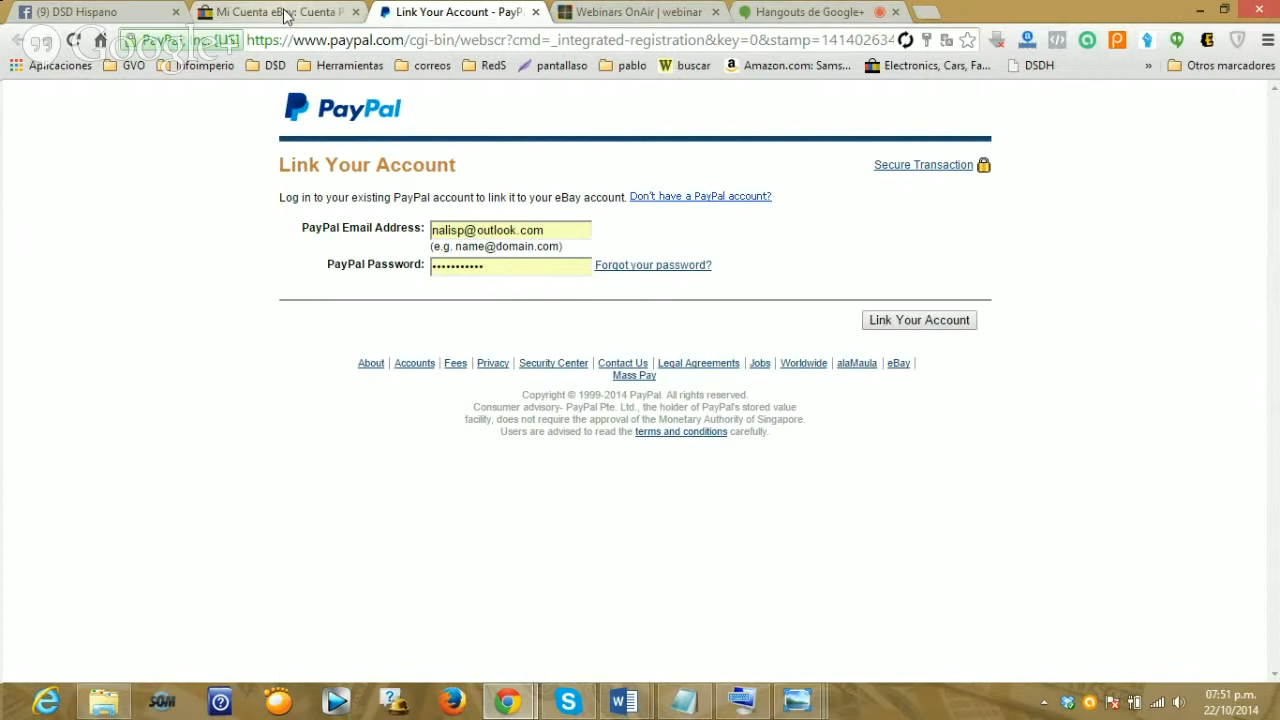 (9) DSD Hispano
Mi Cuenta eBay: Cuenta P
Link Your Account - PayP
Webinars OnAir | webinar
Hangouts de Google+
Google+
https://www.paypal.com/cgi-bin/webscr?cmd=_integrated-registration&key=0&stamp=141402634
Aplicaciones
GVO
Infoimperio
DSD
Herramientas
correos
RedS
pantallaso
pablo
buscar
Amazon.com: Sams...
Electronics, Cars, Fa...
DSDH
»
Otros marcadores
PayPal
Link Your Account
Secure Transaction
Log in to your existing PayPal account to link it to your eBay account. Don't have a PayPal account?
PayPal Email Address: nalisp@outlook.com
(e.g. name@domain.com)
PayPal Password: ••••••••••• Forgot your password?
Link Your Account
About | Accounts | Fees | Privacy | Security Center | Contact Us | Legal Agreements | Jobs | Worldwide | alaMaula | eBay |
Mass Pay
Copyright © 1999-2014 PayPal. All rights reserved.
Consumer advisory- PayPal Pte. Ltd., the holder of PayPal's stored value
facility, does not require the approval of the Monetary Authority of Singapore.
Users are advised to read the terms and conditions carefully.
SOM
07:51 p.m.
22/10/2014